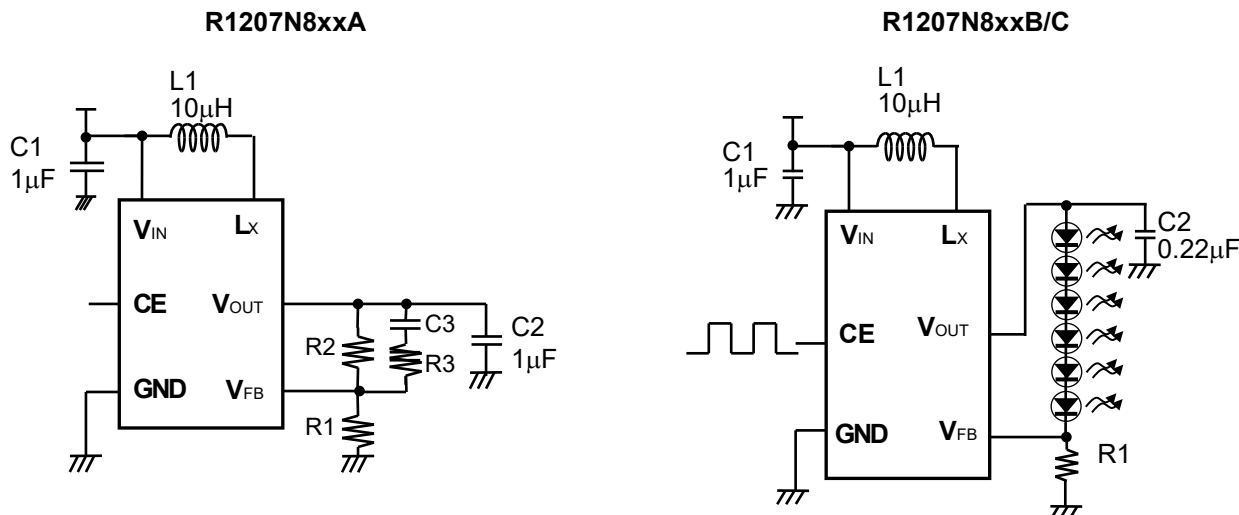 R1207N8xxA
L1
10μH
C1
1μF
VIN
LX
CE
VOUT
C3
C2
1μF
R2
R3
GND
VFB
R1
R1207N8xxB/C
L1
10μH
C1
1μF
VIN
LX
C2
0.22μF
CE
VOUT
GND
VFB
R1